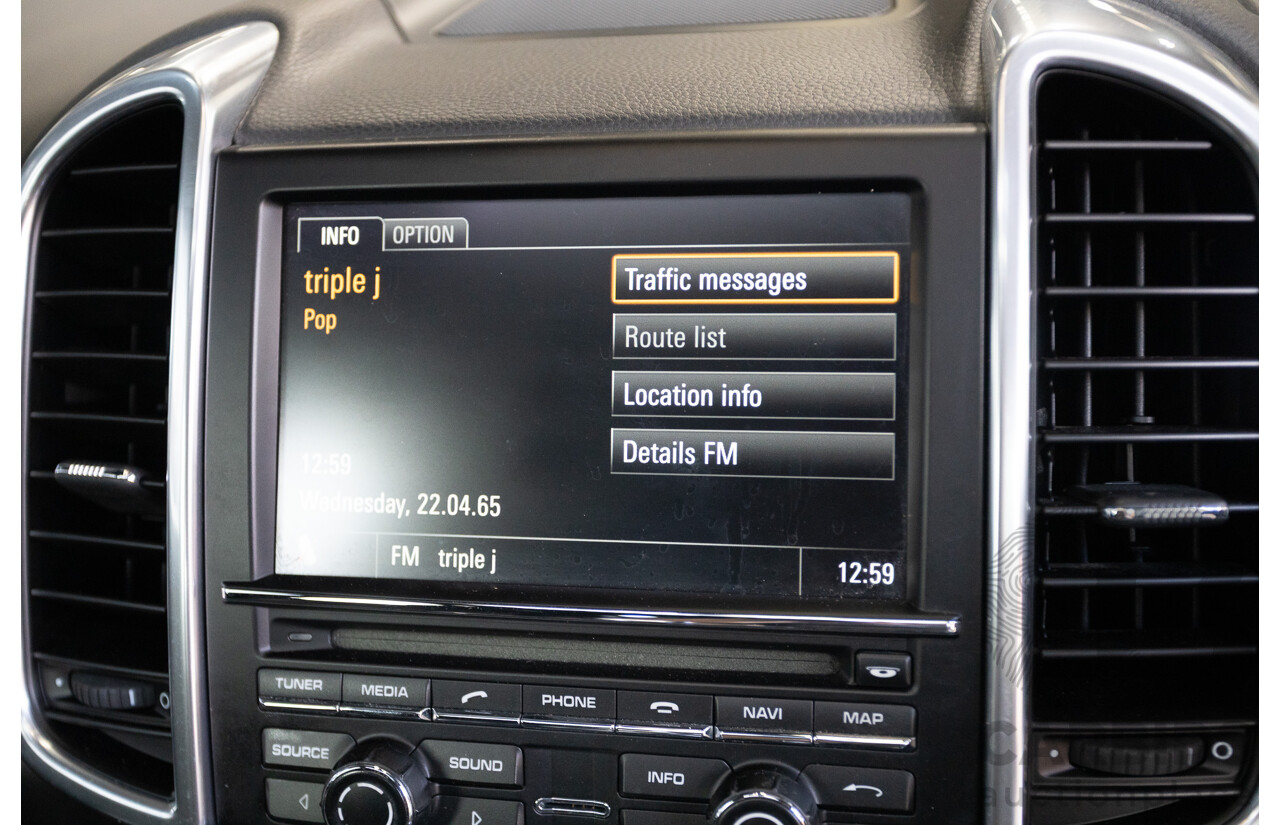 INFO OPTION
triple j
Pop
Traffic messages
Route list
Location info
Details FM
12:59
Wednesday, 22.04.65
FM triple j 12:59
TUNER MEDIA PHONE NAVI MAP
SOURCE SOUND INFO